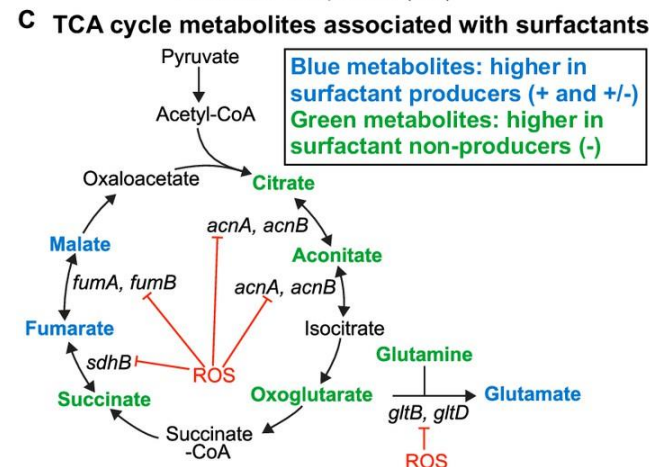 C TCA cycle metabolites associated with surfactants
Pyruvate
Blue metabolites: higher in
surfactant producers (+ and +/-)
Green metabolites: higher in
surfactant non-producers (-)
Acetyl-CoA
Oxaloacetate
Citrate
acnA, acnB
Malate
Aconitate
fumA, fumB
acnA, acnB
Fumarate
Isocitrate
Glutamine
sdhB
ROS
Succinate
Oxoglutarate
Glutamate
gltB, gltD
Succinate
-CoA
ROS